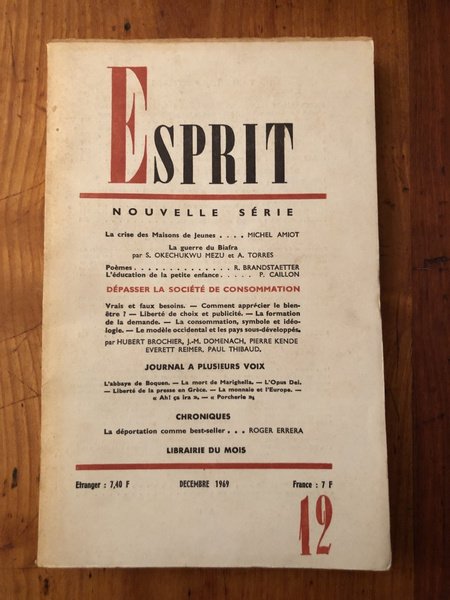 ESPRIT
NOUVELLE SÉRIE
La crise des Maisons de Jeunes . . . . MICHEL AMIOT
La guerre du Biafra
par S. OKECHUKWU MEZU et A. TORRES
Poèmes . . . . . . . . . . . . . . . R. BRANDSTAETTER
L'éducation de la petite enfance . . . . . P. CAILLON
DÉPASSER LA SOCIÉTÉ DE CONSOMMATION
Vrais et faux besoins. — Comment apprécier le bien-
être ? — Liberté de choix et publicité. — La formation
de la demande. — La consommation, symbole et idéo-
logie. — Le modèle occidental et les pays sous-développés.
par HUBERT BROCHIER, J.-M. DOMENACH, PIERRE KENDE
EVERETT REIMER, PAUL THIBAUD.
JOURNAL A PLUSIEURS VOIX
L'abbaye de Boquen. — La mort de Marighella. — L'Opus Dei.
— Liberté de la presse en Grèce. — La monnaie et l'Europe. —
« Ah! ça ira ». — « Porcherie ».
CHRONIQUES
La déportation comme best-seller . . . ROGER ERRERA
LIBRAIRIE DU MOIS
Etranger : 7,40 F DECEMBRE 1969 France : 7 F
12